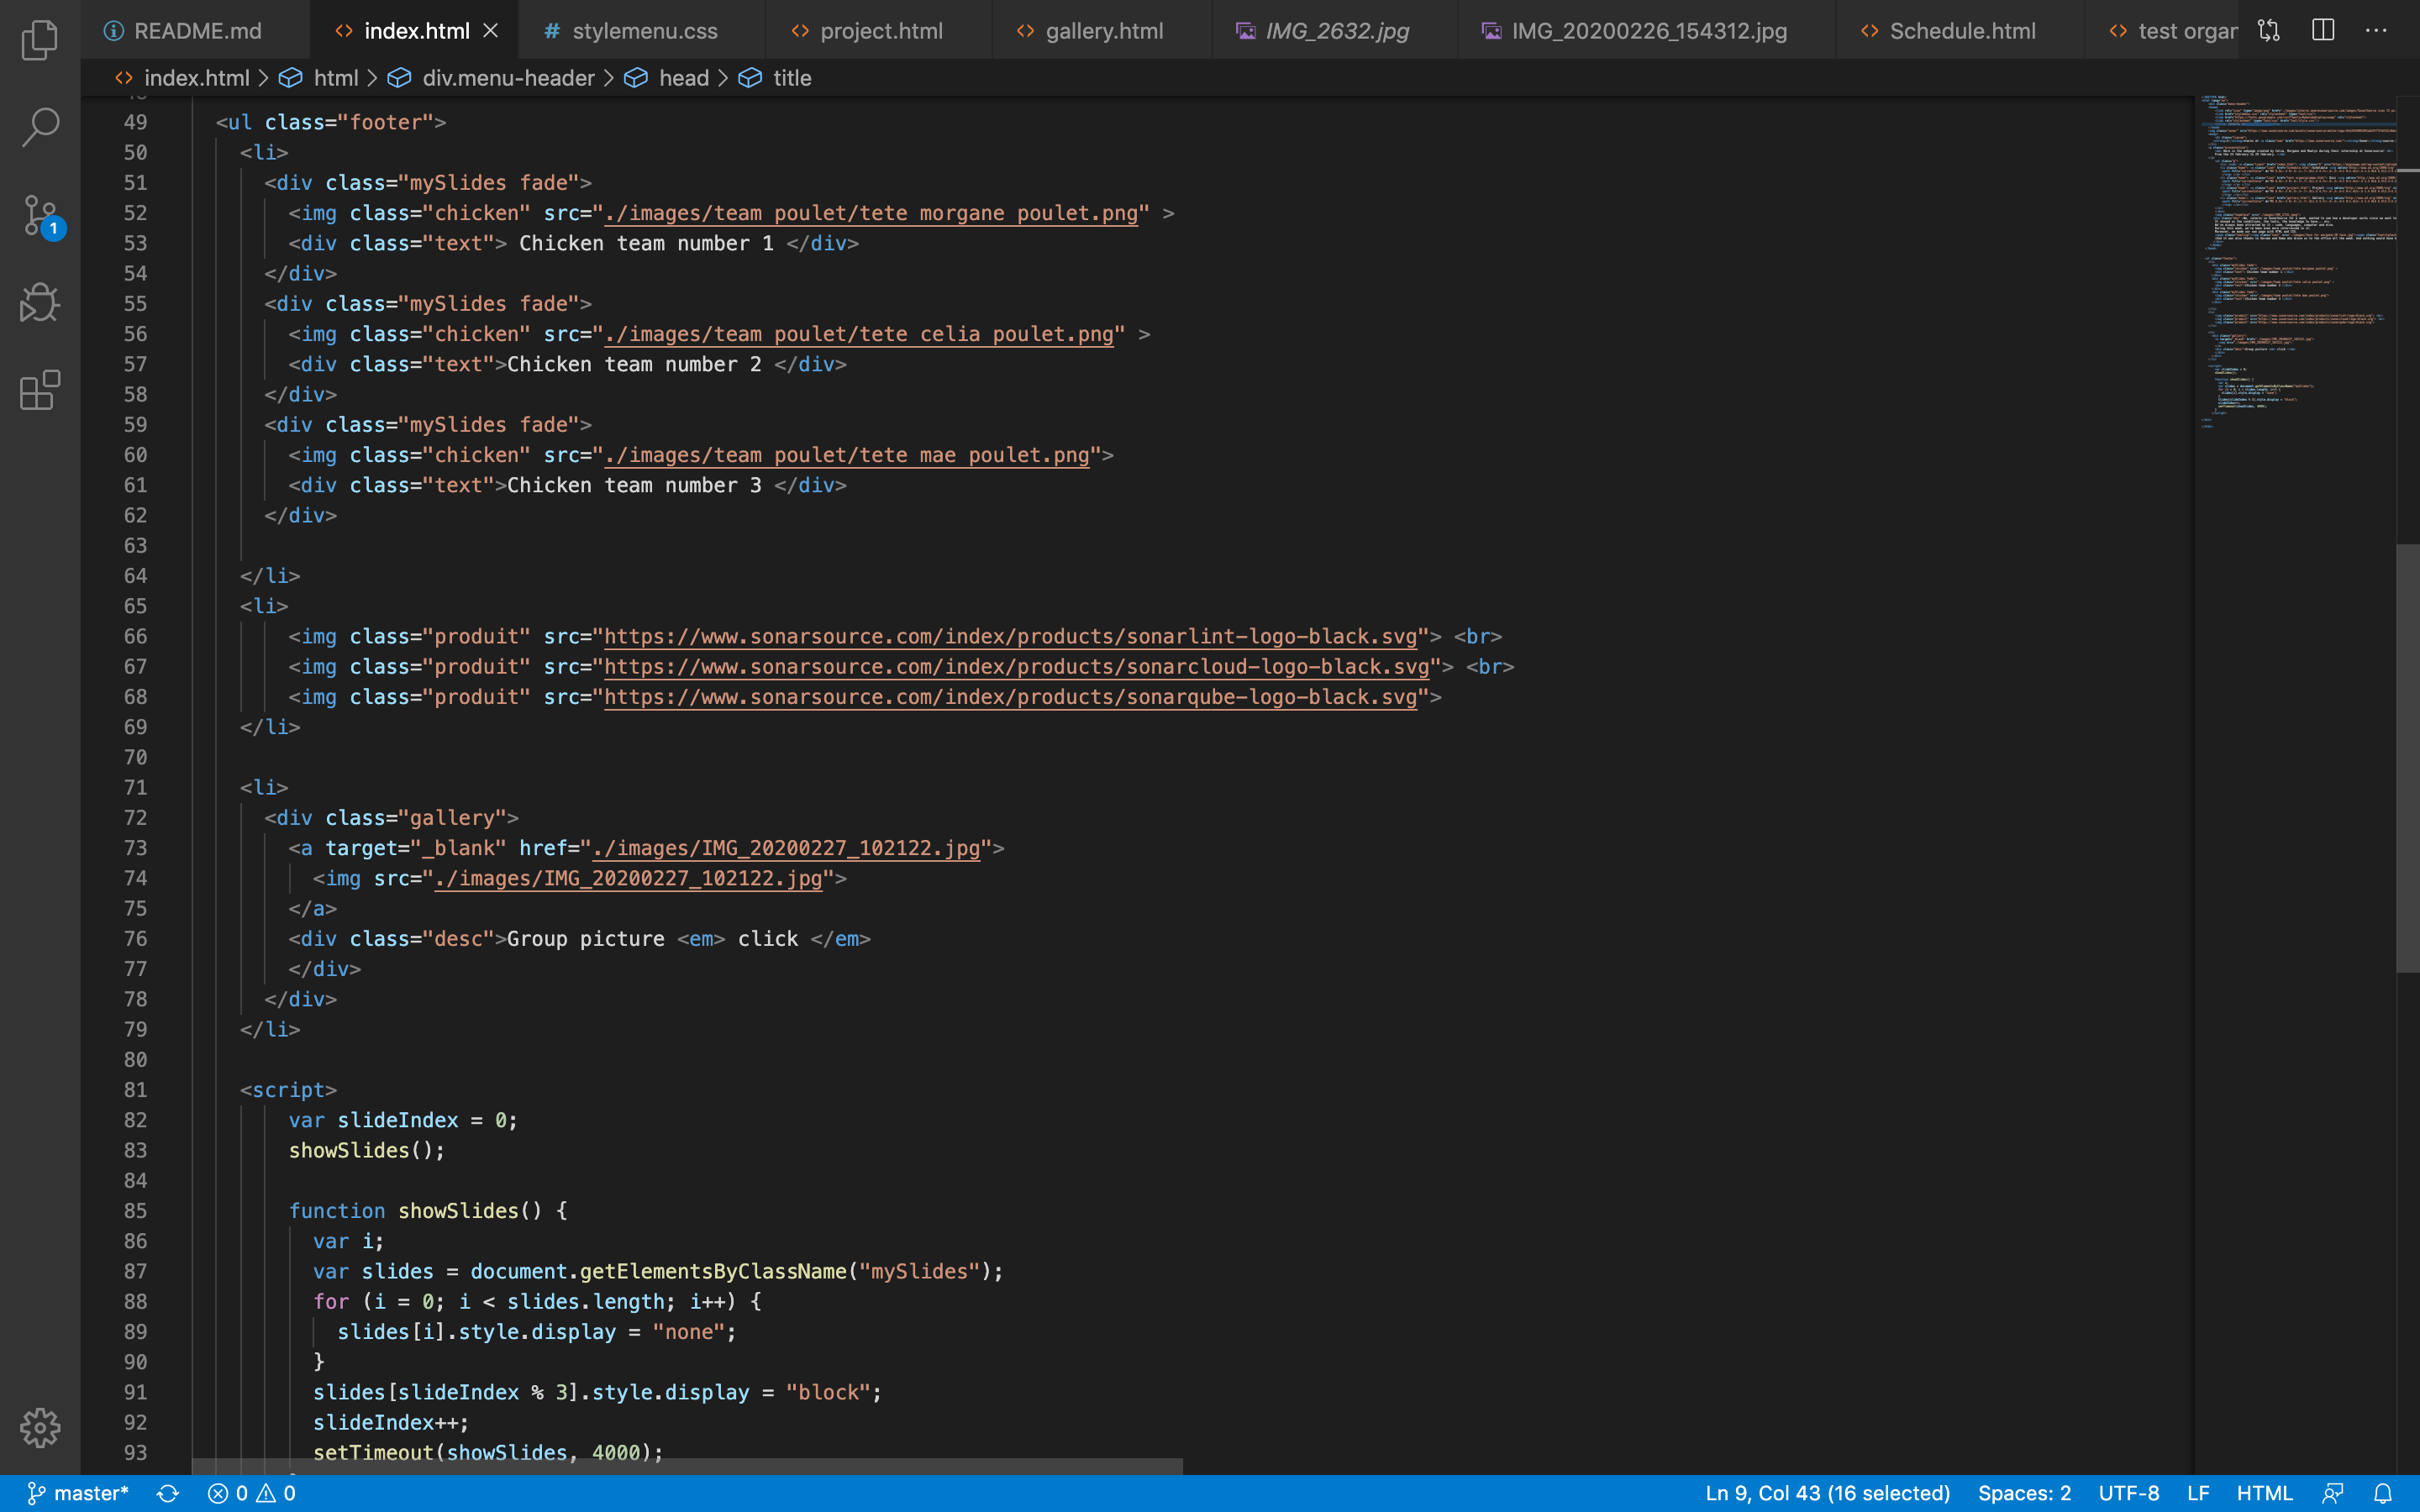 README.md
index.html
# stylemenu.css
project.html
gallery.html
IMG_2632.jpg
IMG_20200226_154312.jpg
Schedule.html
test organ
index.html > html > div.menu-header > head > title
49 <ul class="footer">
50 <li>
51 <div class="mySlides fade">
52 <img class="chicken" src="./images/team poulet/tete morgane poulet.png" >
53 <div class="text"> Chicken team number 1 </div>
54 </div>
55 <div class="mySlides fade">
56 <img class="chicken" src="./images/team poulet/tete celia poulet.png" >
57 <div class="text">Chicken team number 2 </div>
58 </div>
59 <div class="mySlides fade">
60 <img class="chicken" src="./images/team poulet/tete mae poulet.png">
61 <div class="text">Chicken team number 3 </div>
62 </div>
63
64 </li>
65 <li>
66 <img class="produit" src="https://www.sonarsource.com/index/products/sonarlint-logo-black.svg"> <br>
67 <img class="produit" src="https://www.sonarsource.com/index/products/sonarcloud-logo-black.svg"> <br>
68 <img class="produit" src="https://www.sonarsource.com/index/products/sonarqube-logo-black.svg">
69 </li>
70
71 <li>
72 <div class="gallery">
73 <a target="_blank" href="./images/IMG_20200227_102122.jpg">
74 <img src="./images/IMG_20200227_102122.jpg">
75 </a>
76 <div class="desc">Group picture <em> click </em>
77 </div>
78 </div>
79 </li>
80
81 <script>
82 var slideIndex = 0;
83 showSlides();
84
85 function showSlides() {
86 var i;
87 var slides = document.getElementsByClassName("mySlides");
88 for (i = 0; i < slides.length; i++) {
89 slides[i].style.display = "none";
90 }
91 slides[slideIndex % 3].style.display = "block";
92 slideIndex++;
93 setTimeout(showSlides, 4000);
1
master* 0 0 Ln 9, Col 43 (16 selected) Spaces: 2 UTF-8 LF HTML